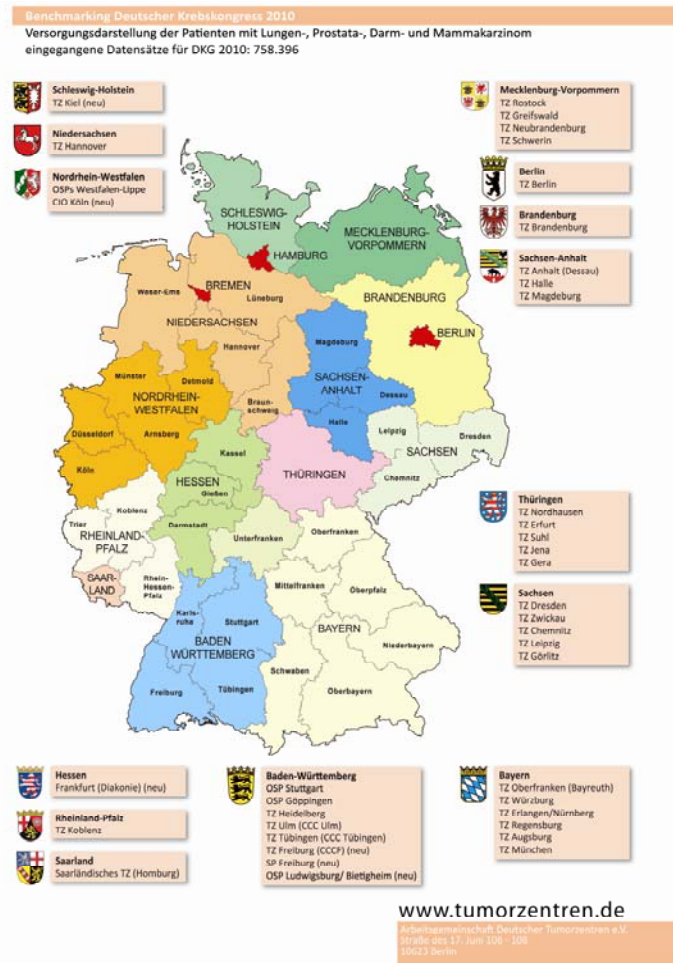 Benchmarking Deutscher Krebskongress 2010
Versorgungsdarstellung der Patienten mit Lungen-, Prostata-, Darm- und Mammakarzinom
eingegangene Datensätze für DKG 2010: 758.396
Schleswig-Holstein
TZ Kiel (neu)
Niedersachsen
TZ Hannover
Nordrhein-Westfalen
OSPs Westfalen-Lippe
CIO Köln (neu)
Mecklenburg-Vorpommern
TZ Rostock
TZ Greifswald
TZ Neubrandenburg
TZ Schwerin
Berlin
TZ Berlin
Brandenburg
TZ Brandenburg
Sachsen-Anhalt
TZ Anhalt (Dessau)
TZ Halle
TZ Magdeburg
SCHLESWIG-
HOLSTEIN
MECKLENBURG-
VORPOMMERN
HAMBURG
BREMEN
Weser-Ems
Lüneburg
BRANDENBURG
NIEDERSACHSEN
BERLIN
Hannover
Magdeburg
Münster
Detmold
SACHSEN-
ANHALT
NORDRHEIN-
WESTFALEN
Dessau
Braun-
schweig
Halle
Düsseldorf
Arnsberg
Leipzig
Dresden
Kassel
SACHSEN
Köln
THÜRINGEN
Chemnitz
HESSEN
Gießen
Koblenz
Trier
Darmstadt
Oberfranken
RHEINLAND-
PFALZ
Unterfranken
SAAR-
LAND
Rhein-
Hessen-
Pfalz
Mittelfranken
Oberpfalz
Karls-
ruhe
Stuttgart
BAYERN
BADEN
WÜRTTEMBERG
Niederbayern
Schwaben
Freiburg
Tübingen
Oberbayern
Thüringen
TZ Nordhausen
TZ Erfurt
TZ Suhl
TZ Jena
TZ Gera
Sachsen
TZ Dresden
TZ Zwickau
TZ Chemnitz
TZ Leipzig
TZ Görlitz
Hessen
Frankfurt (Diakonie) (neu)
Rheinland-Pfalz
TZ Koblenz
Saarland
Saarländisches TZ (Homburg)
Baden-Württemberg
OSP Stuttgart
OSP Göppingen
TZ Heidelberg
TZ Ulm (CCC Ulm)
TZ Tübingen (CCC Tübingen)
TZ Freiburg (CCCF) (neu)
SP Freiburg (neu)
OSP Ludwigsburg/ Bietigheim (neu)
Bayern
TZ Oberfranken (Bayreuth)
TZ Würzburg
TZ Erlangen/Nürnberg
TZ Regensburg
TZ Augsburg
TZ München
www.tumorzentren.de
Arbeitsgemeinschaft Deutscher Tumorzentren e.V.
Straße des 17. Juni 106 - 108
10623 Berlin